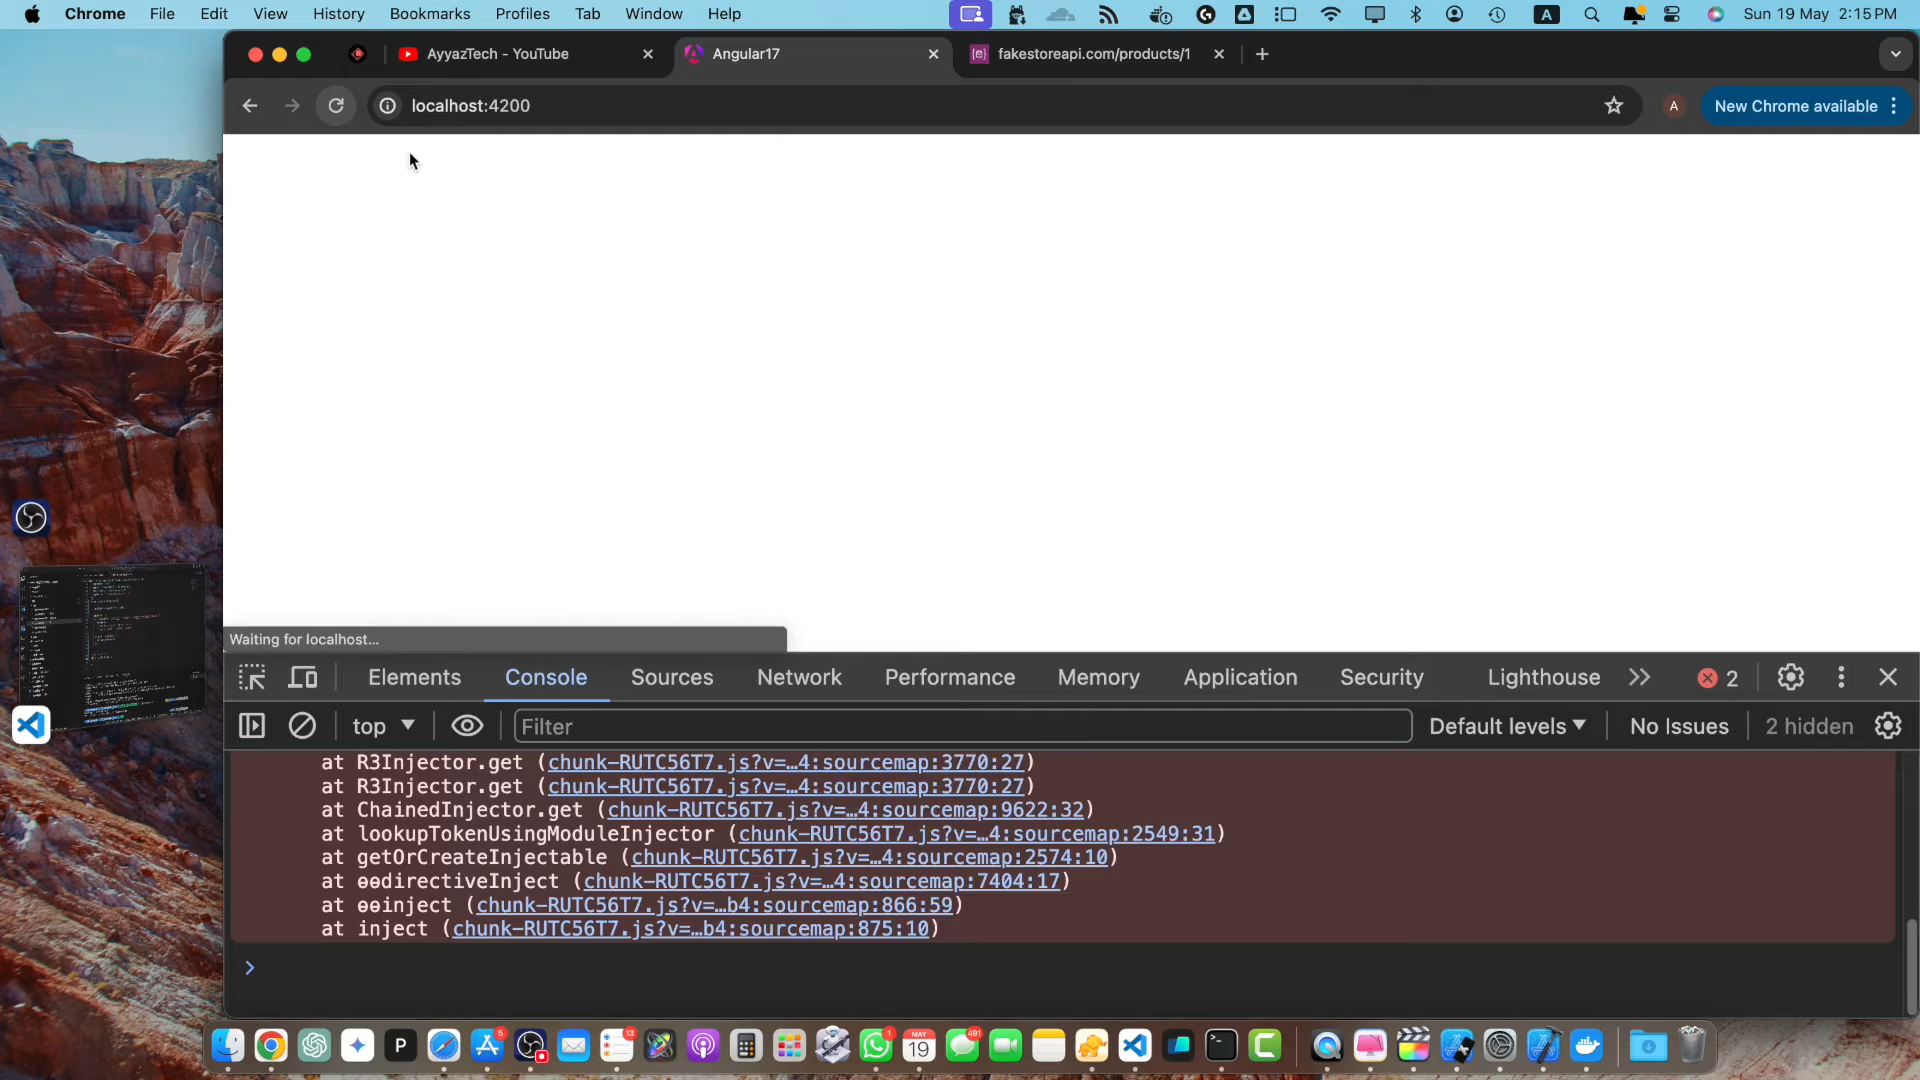 Chrome File Edit View History Bookmarks Profiles Tab Window Help A Sun 19 May 2:15 PM
AyyazTech - YouTube Angular17 fakestoreapi.com/products/1
localhost:4200 A New Chrome available
Waiting for localhost...
Elements Console Sources Network Performance Memory Application Security Lighthouse 2
top Filter Default levels No Issues 2 hidden
at R3Injector.get (chunk-RUTC56T7.js?v=…4:sourcemap:3770:27)
at R3Injector.get (chunk-RUTC56T7.js?v=…4:sourcemap:3770:27)
at ChainedInjector.get (chunk-RUTC56T7.js?v=…4:sourcemap:9622:32)
at lookupTokenUsingModuleInjector (chunk-RUTC56T7.js?v=…4:sourcemap:2549:31)
at getOrCreateInjectable (chunk-RUTC56T7.js?v=…4:sourcemap:2574:10)
at ɵɵdirectiveInject (chunk-RUTC56T7.js?v=…4:sourcemap:7404:17)
at ɵɵinject (chunk-RUTC56T7.js?v=…b4:sourcemap:866:59)
at inject (chunk-RUTC56T7.js?v=…b4:sourcemap:875:10)
5 13 1 MAY 491
P 19